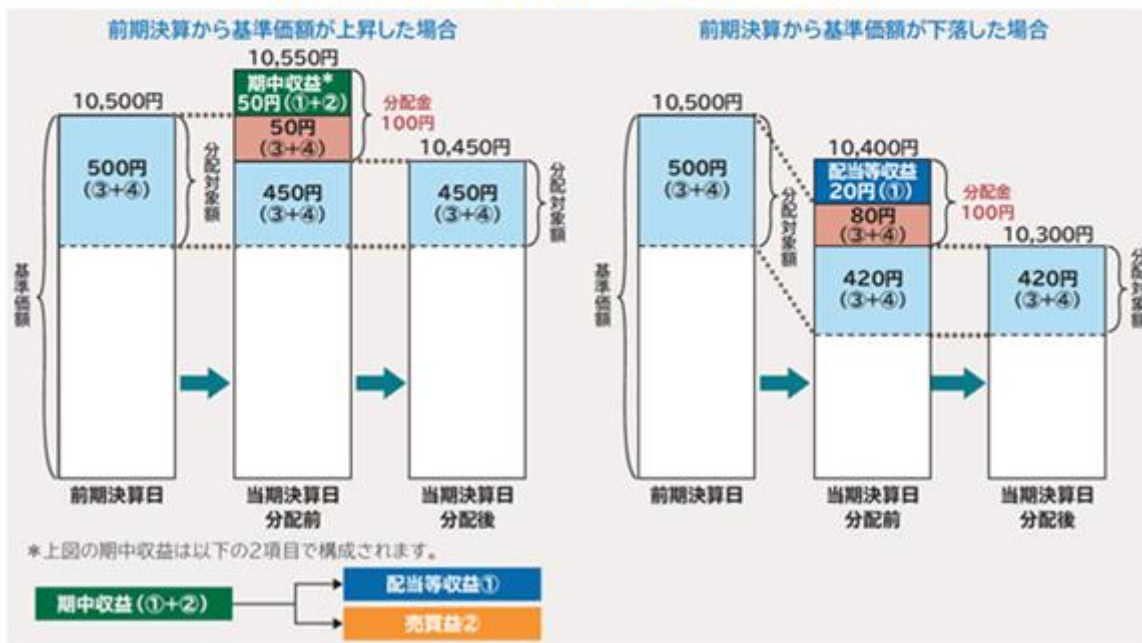 前期決算から基準価額が上昇した場合
10,500円
500円
(③+④)
分配対象額
基準価額
10,550円
期中収益*
50円(①+②)
50円
(③+④)
450円
(③+④)
分配金
100円
10,450円
450円
(③+④)
分配対象額
前期決算日
当期決算日
分配前
当期決算日
分配後
前期決算から基準価額が下落した場合
10,500円
500円
(③+④)
分配対象額
基準価額
10,400円
配当等収益
20円(①)
80円
(③+④)
420円
(③+④)
分配金
100円
10,300円
420円
(③+④)
分配対象額
前期決算日
当期決算日
分配前
当期決算日
分配後
*上図の期中収益は以下の2項目で構成されます。
期中収益(①+②)
配当等収益①
売買益②